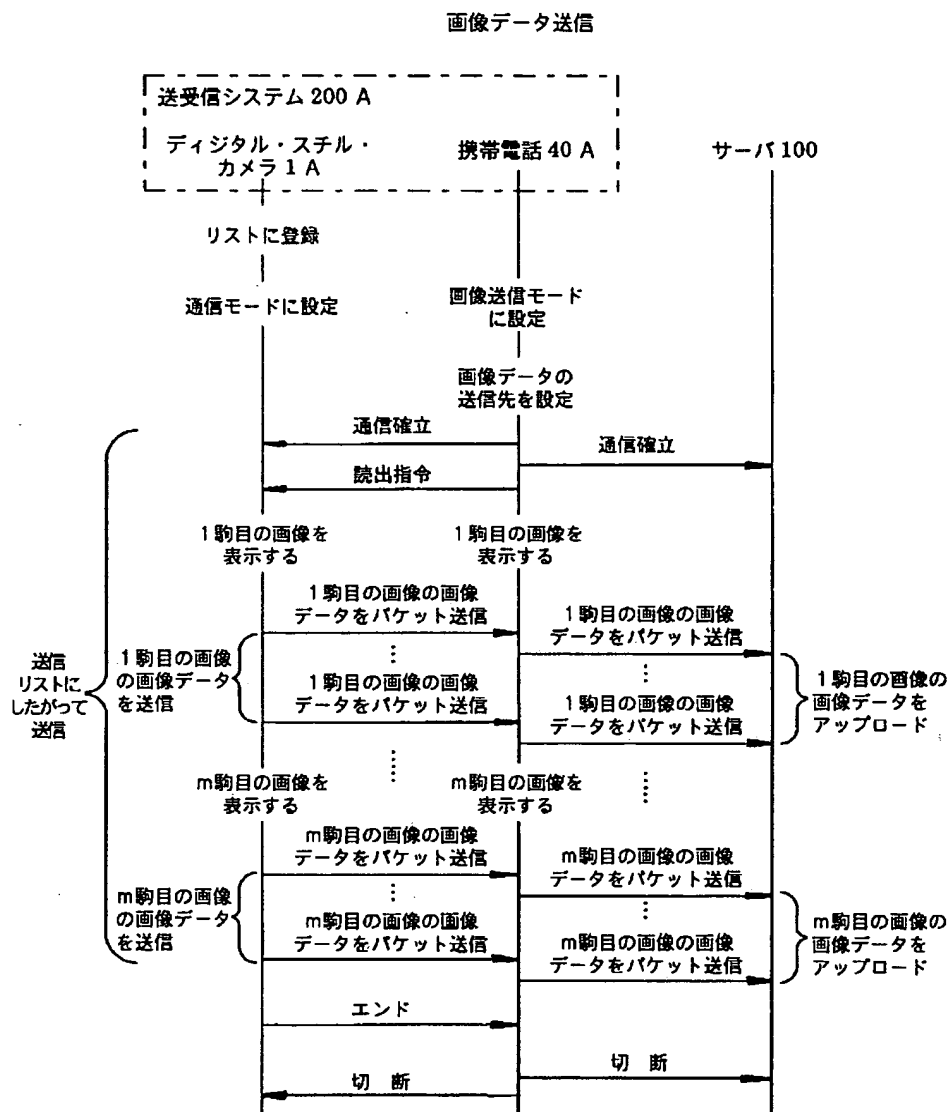 画像データ送信
送受信システム 200 A
ディジタル・スチル・
カメラ 1 A
携帯電話 40 A
サーバ 100
リストに登録
通信モードに設定
画像送信モード
に設定
画像データの
送信先を設定
通信確立
通信確立
読出指令
1駒目の画像を
表示する
1駒目の画像を
表示する
1駒目の画像の画像
データをパケット送信
1駒目の画像の画像
データをパケット送信
送信
リストに
したがって
送信
1駒目の画像
の画像データ
を送信
1駒目の画像の画像
データをパケット送信
1駒目の画像の画像
データをパケット送信
1駒目の画像の
画像データを
アップロード
m駒目の画像を
表示する
m駒目の画像を
表示する
m駒目の画像の画像
データをパケット送信
m駒目の画像の画像
データをパケット送信
m駒目の画像
の画像データ
を送信
m駒目の画像の画像
データをパケット送信
m駒目の画像の画像
データをパケット送信
m駒目の画像の
画像データを
アップロード
エンド
切 断
切 断